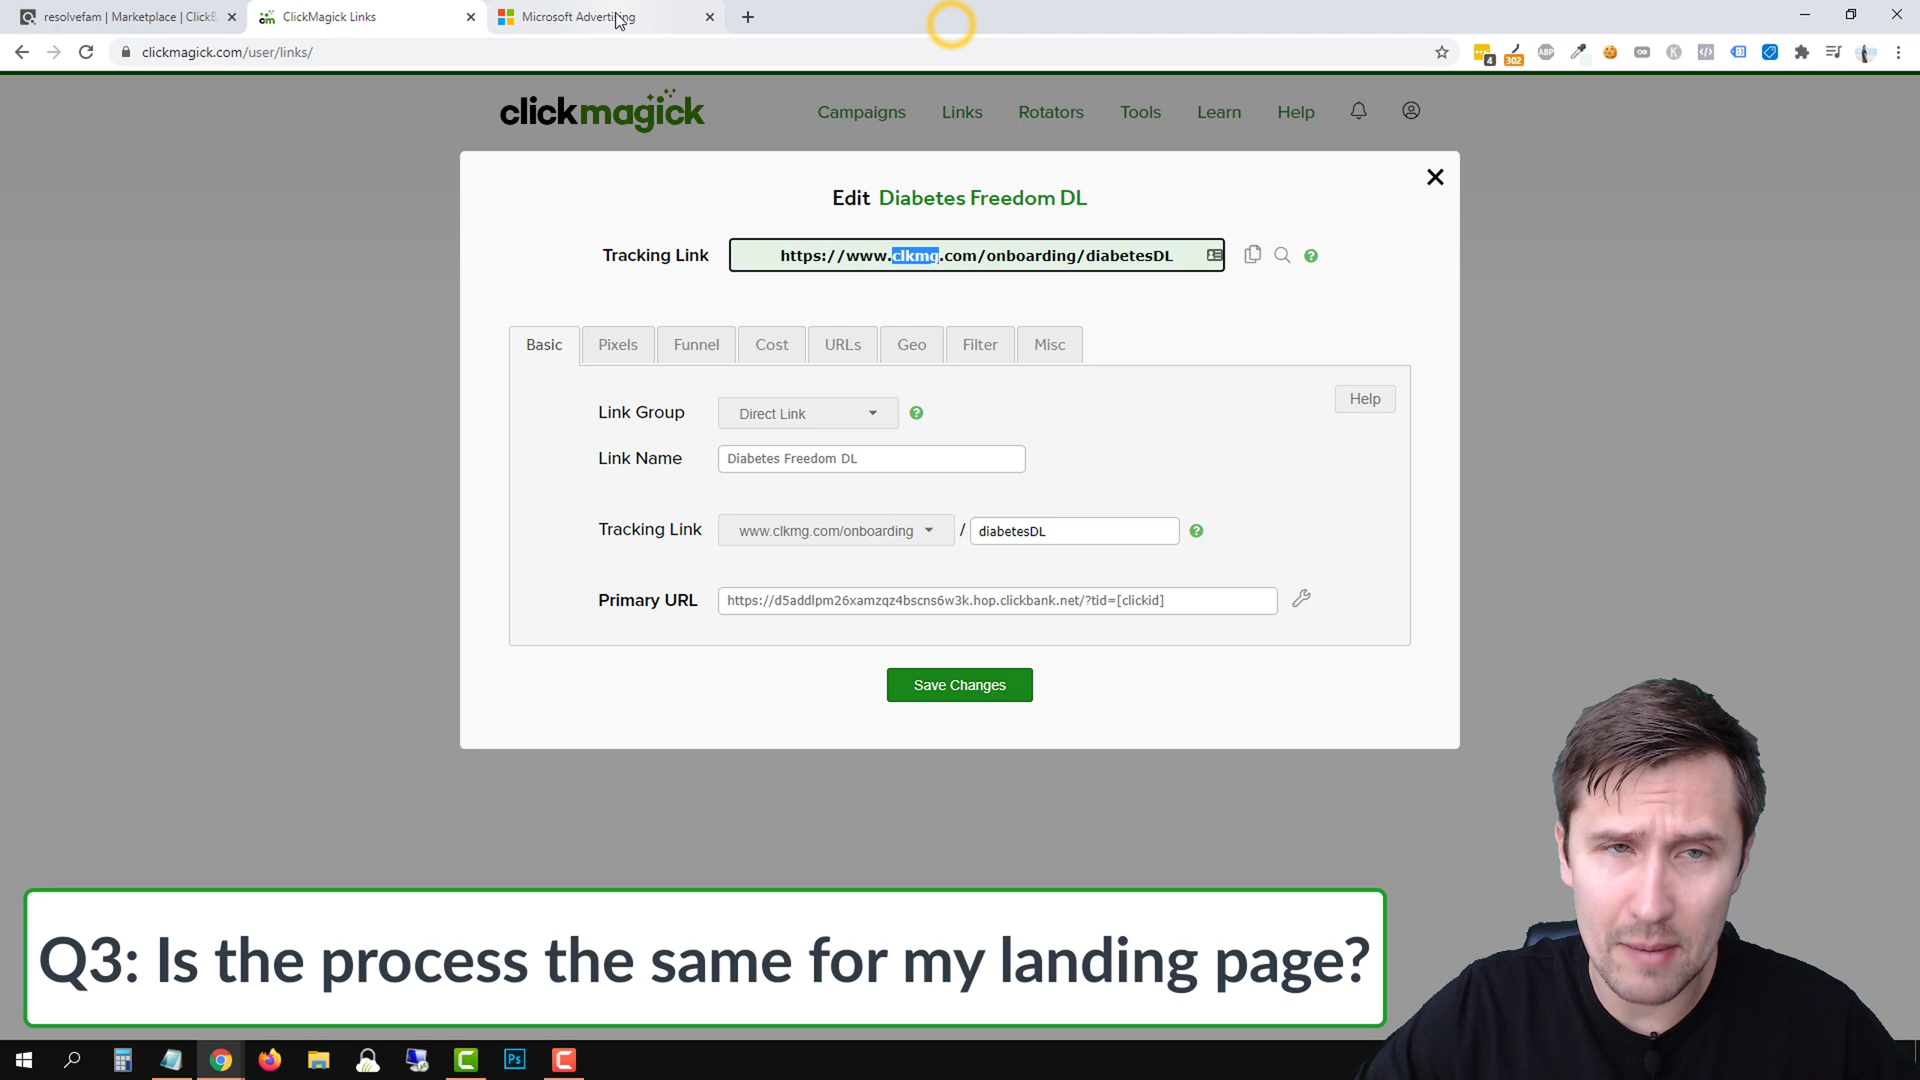 resolvefam | Marketplace | ClickB
ClickMagick Links
Microsoft Advertising
clickmagick.com/user/links/
4
302
ABP
K
clickmagick
Campaigns
Links
Rotators
Tools
Learn
Help
Edit Diabetes Freedom DL
Tracking Link
https://www.clkmg.com/onboarding/diabetesDL
Basic
Pixels
Funnel
Cost
URLs
Geo
Filter
Misc
Help
Link Group
Direct Link
Link Name
Diabetes Freedom DL
Tracking Link
www.clkmg.com/onboarding
/
diabetesDL
Primary URL
https://d5addlpm26xamzqz4bscns6w3k.hop.clickbank.net/?tid=[clickid]
Save Changes
Q3: Is the process the same for my landing page?
Ps